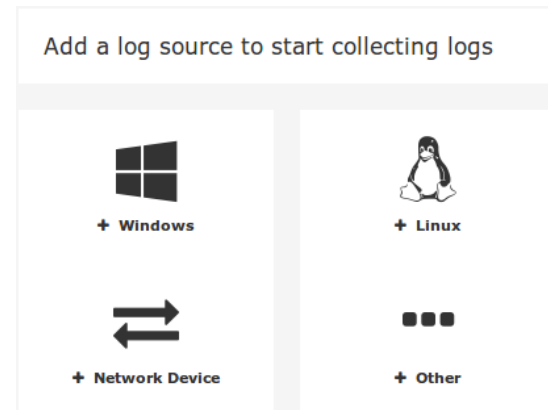 Add a log source to start collecting logs
+ Windows
+ Linux
+ Network Device
+ Other